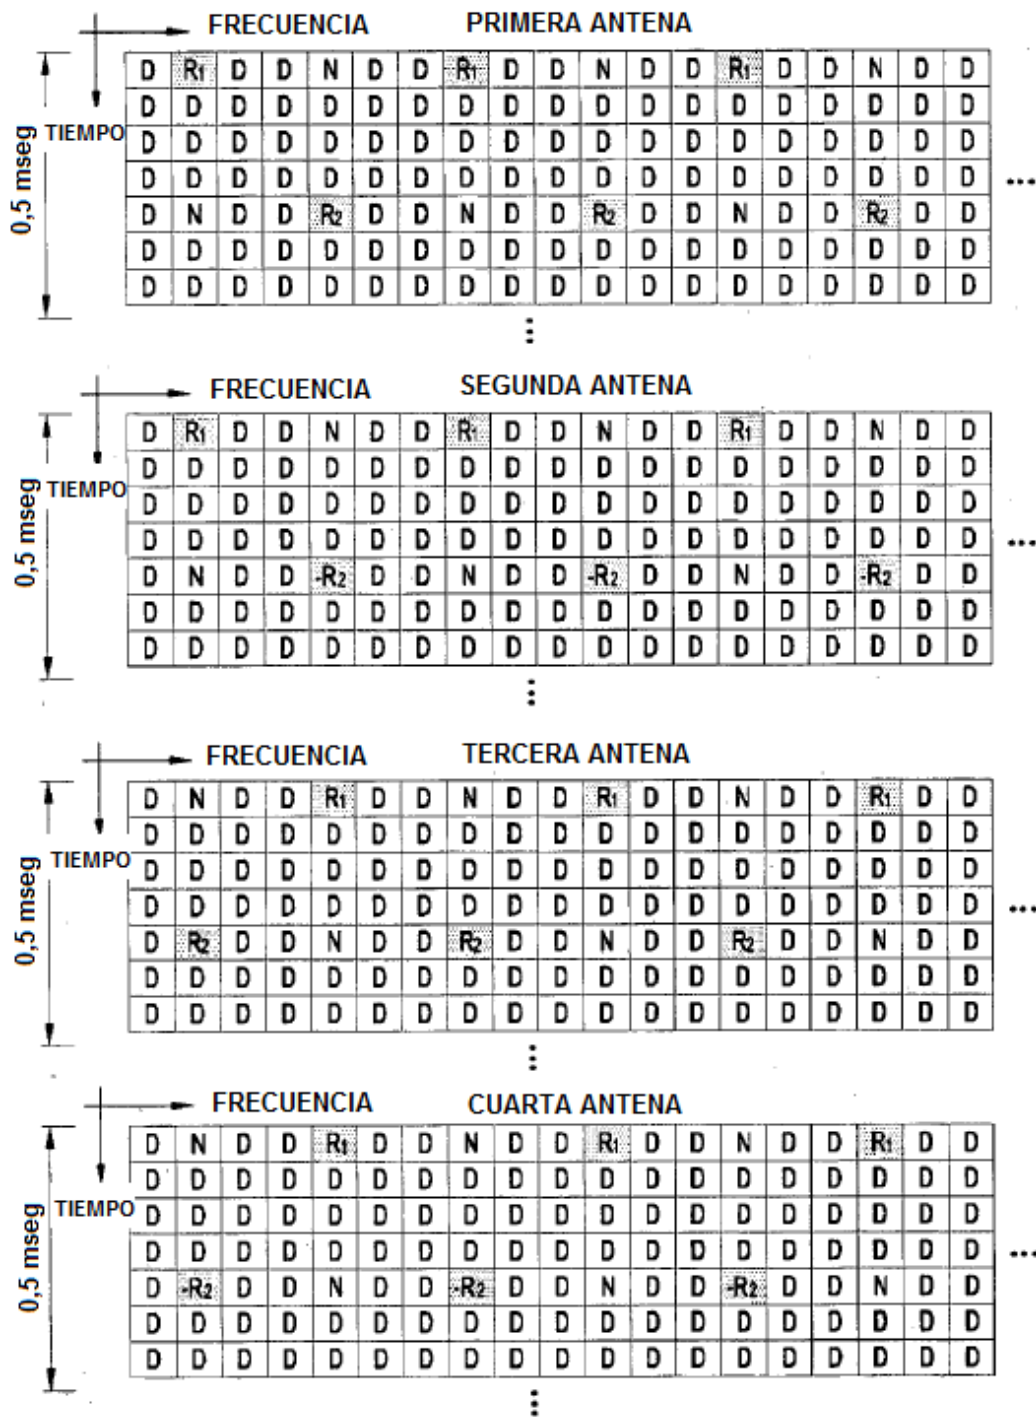 FRECUENCIA PRIMERA ANTENA
D R1 D D N D D R1 D D N D D R1 D D N D D
D D D D D D D D D D D D D D D D D D D
TIEMPO D D D D D D D D D D D D D D D D D D D
D D D D D D D D D D D D D D D D D D D ...
D N D D R2 D D N D D R2 D D N D D R2 D D
D D D D D D D D D D D D D D D D D D D
D D D D D D D D D D D D D D D D D D D
0,5 mseg
FRECUENCIA SEGUNDA ANTENA
D R1 D D N D D R1 D D N D D R1 D D N D D
D D D D D D D D D D D D D D D D D D D
TIEMPO D D D D D D D D D D D D D D D D D D D
D D D D D D D D D D D D D D D D D D D ...
D N D D -R2 D D N D D -R2 D D N D D -R2 D D
D D D D D D D D D D D D D D D D D D D
D D D D D D D D D D D D D D D D D D D
0,5 mseg
FRECUENCIA TERCERA ANTENA
D N D D R1 D D N D D R1 D D N D D R1 D D
D D D D D D D D D D D D D D D D D D D
TIEMPO D D D D D D D D D D D D D D D D D D D
D D D D D D D D D D D D D D D D D D D ...
D R2 D D N D D R2 D D N D D R2 D D N D D
D D D D D D D D D D D D D D D D D D D
D D D D D D D D D D D D D D D D D D D
0,5 mseg
FRECUENCIA CUARTA ANTENA
D N D D R1 D D N D D R1 D D N D D R1 D D
D D D D D D D D D D D D D D D D D D D
TIEMPO D D D D D D D D D D D D D D D D D D D
D D D D D D D D D D D D D D D D D D D ...
D -R2 D D N D D -R2 D D N D D -R2 D D N D D
D D D D D D D D D D D D D D D D D D D
D D D D D D D D D D D D D D D D D D D
0,5 mseg